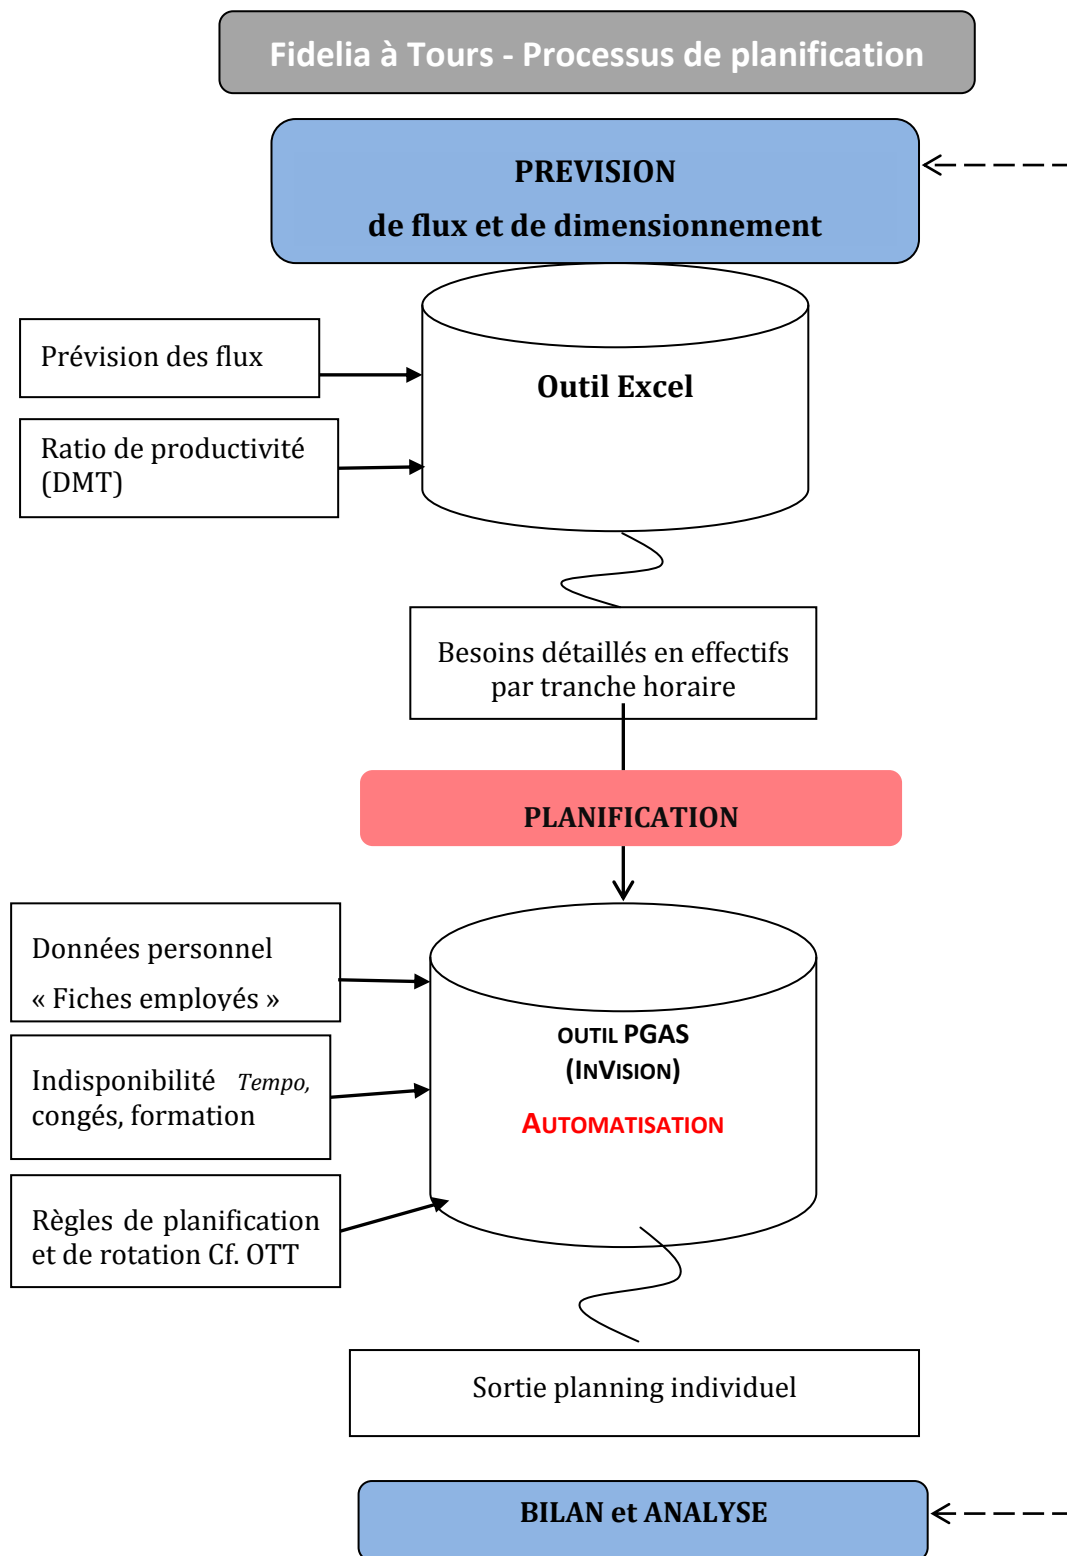 Fidelia à Tours - Processus de planification
PREVISION
de flux et de dimensionnement
Prévision des flux
Outil Excel
Ratio de productivité
(DMT)
Besoins détaillés en effectifs
par tranche horaire
PLANIFICATION
Données personnel
« Fiches employés »
OUTIL PGAS
(INVISION)
AUTOMATISATION
Indisponibilité Tempo,
congés, formation
Règles de planification
et de rotation Cf. OTT
Sortie planning individuel
BILAN et ANALYSE